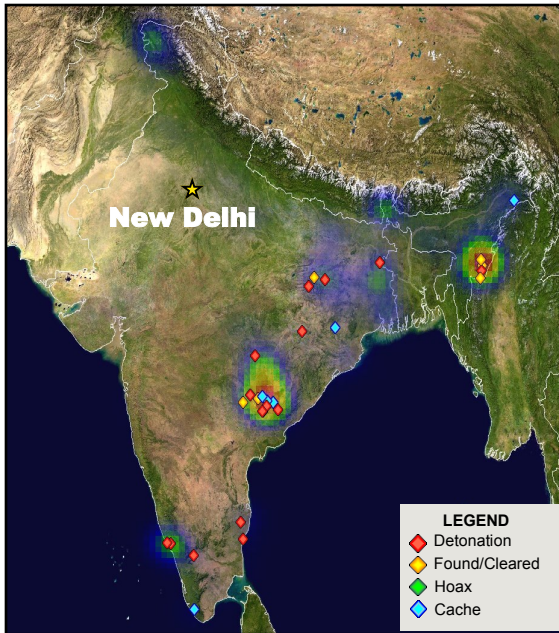 New Delhi
LEGEND
Detonation
Found/Cleared
Hoax
Cache